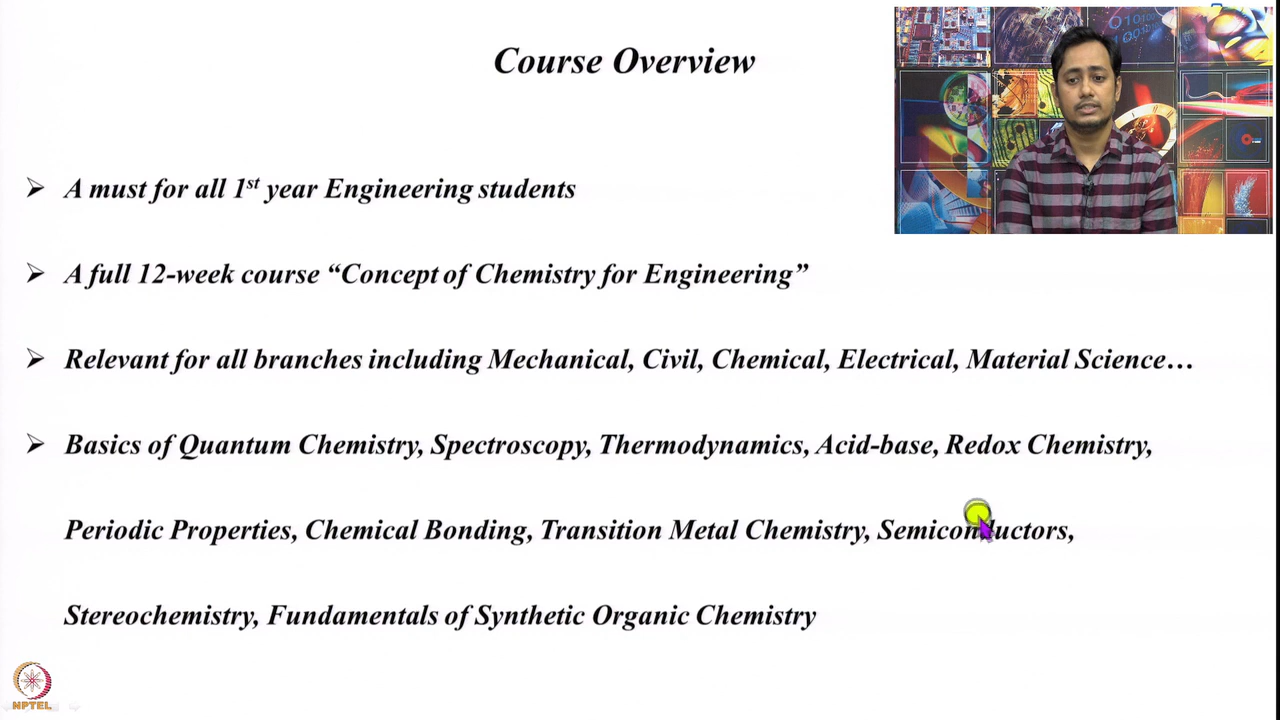 Course Overview
➢ A must for all 1st year Engineering students
➢ A full 12-week course “Concept of Chemistry for Engineering”
➢ Relevant for all branches including Mechanical, Civil, Chemical, Electrical, Material Science…
➢ Basics of Quantum Chemistry, Spectroscopy, Thermodynamics, Acid-base, Redox Chemistry,
Periodic Properties, Chemical Bonding, Transition Metal Chemistry, Semiconductors,
Stereochemistry, Fundamentals of Synthetic Organic Chemistry
NPTEL